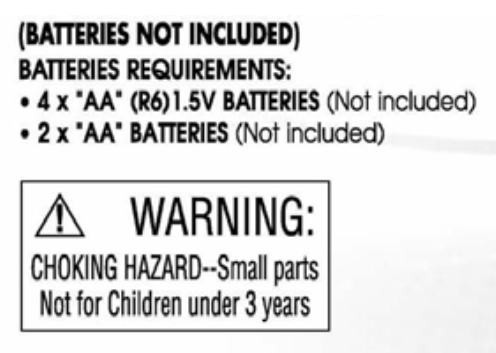 (BATTERIES NOT INCLUDED)
BATTERIES REQUIREMENTS:
• 4 x "AA" (R6)1.5V BATTERIES (Not included)
• 2 x "AA" BATTERIES (Not included)
WARNING:
CHOKING HAZARD--Small parts
Not for Children under 3 years